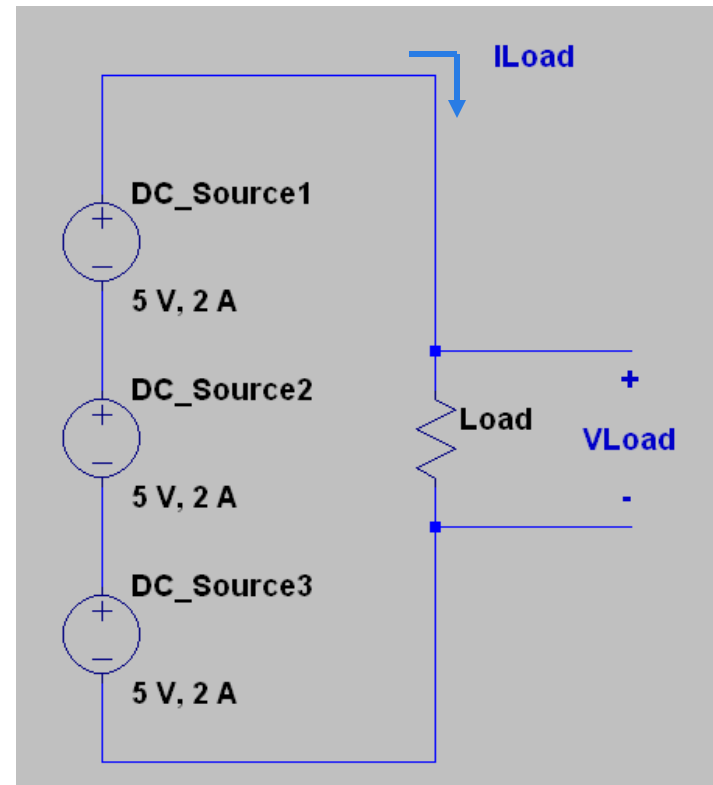 ILoad
DC_Source1
+
–
5 V, 2 A
DC_Source2
+
–
5 V, 2 A
Load
+
VLoad
-
DC_Source3
+
–
5 V, 2 A